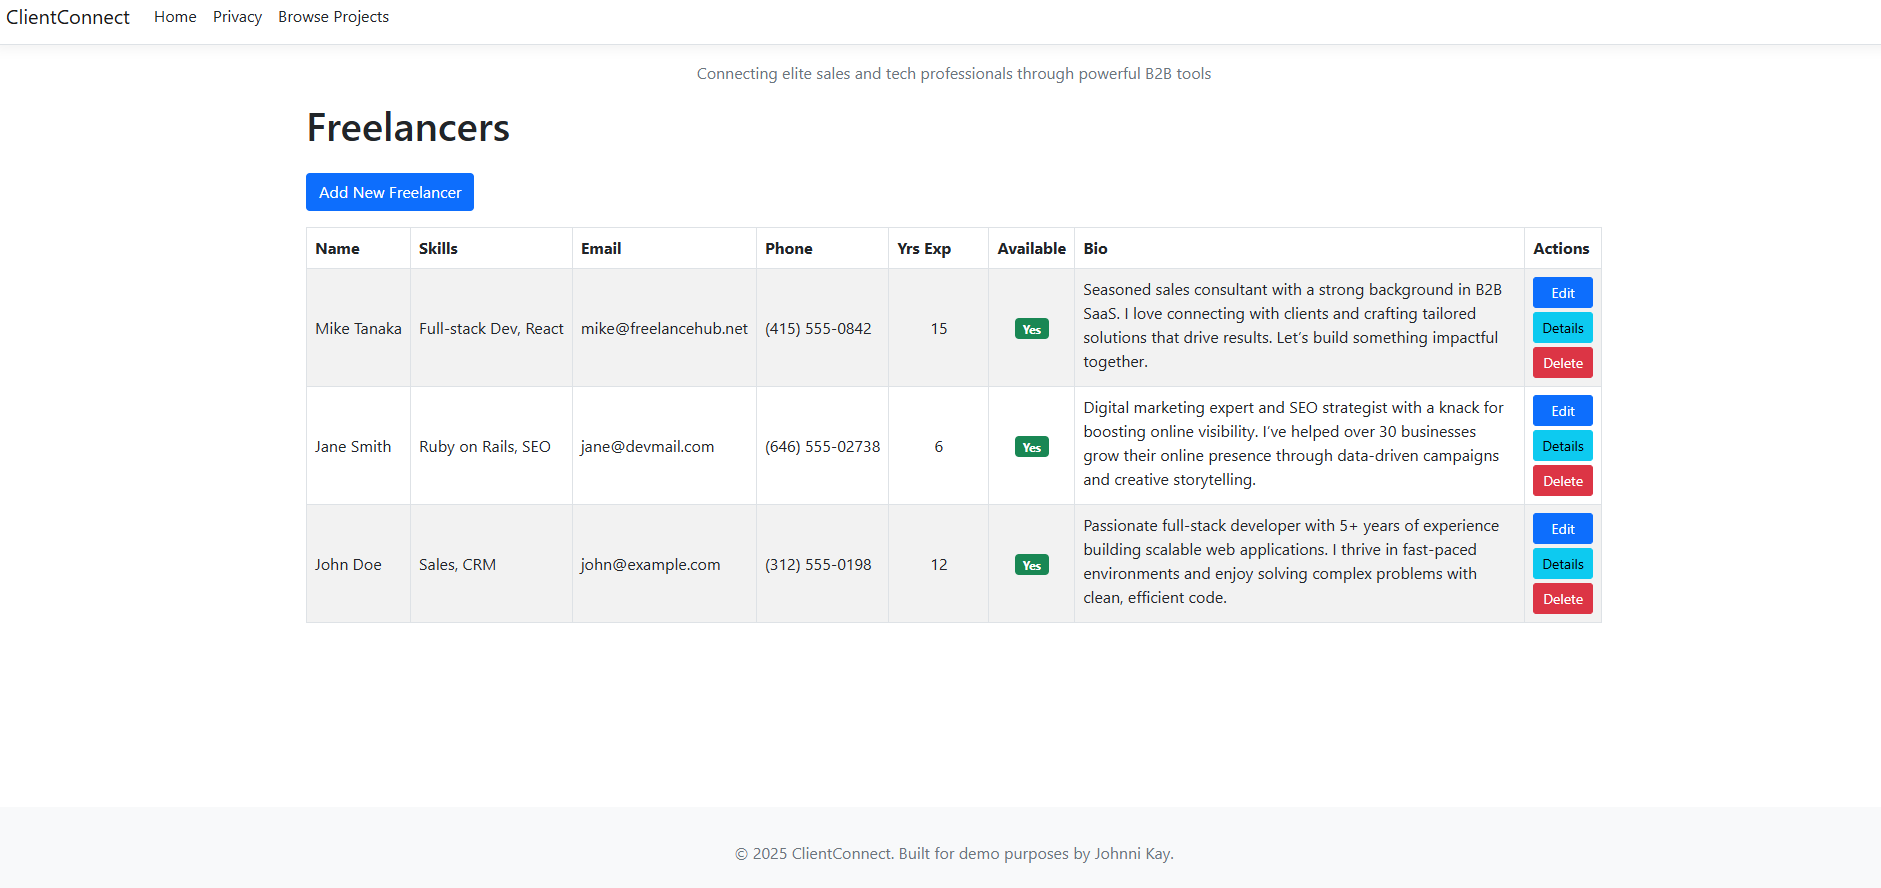 ClientConnect Home Privacy Browse Projects
Connecting elite sales and tech professionals through powerful B2B tools
Freelancers
Add New Freelancer
Name Skills Email Phone Yrs Exp Available Bio Actions
Mike Tanaka Full-stack Dev, React mike@freelancehub.net (415) 555-0842 15 Yes
Seasoned sales consultant with a strong background in B2B
SaaS. I love connecting with clients and crafting tailored
solutions that drive results. Let’s build something impactful
together.
Edit
Details
Delete
Jane Smith Ruby on Rails, SEO jane@devmail.com (646) 555-02738 6 Yes
Digital marketing expert and SEO strategist with a knack for
boosting online visibility. I’ve helped over 30 businesses
grow their online presence through data-driven campaigns
and creative storytelling.
Edit
Details
Delete
John Doe Sales, CRM john@example.com (312) 555-0198 12 Yes
Passionate full-stack developer with 5+ years of experience
building scalable web applications. I thrive in fast-paced
environments and enjoy solving complex problems with
clean, efficient code.
Edit
Details
Delete
© 2025 ClientConnect. Built for demo purposes by Johnni Kay.